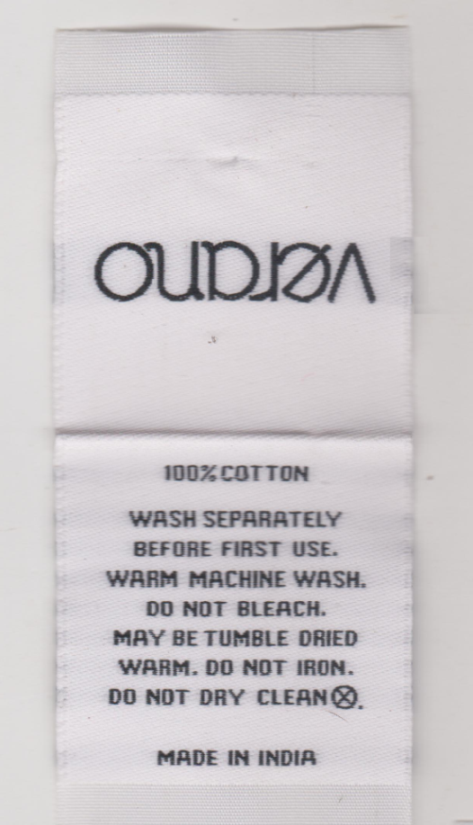 verano
100% COTTON
WASH SEPARATELY
BEFORE FIRST USE.
WARM MACHINE WASH.
DO NOT BLEACH.
MAY BE TUMBLE DRIED
WARM. DO NOT IRON.
DO NOT DRY CLEAN ⓧ.
MADE IN INDIA